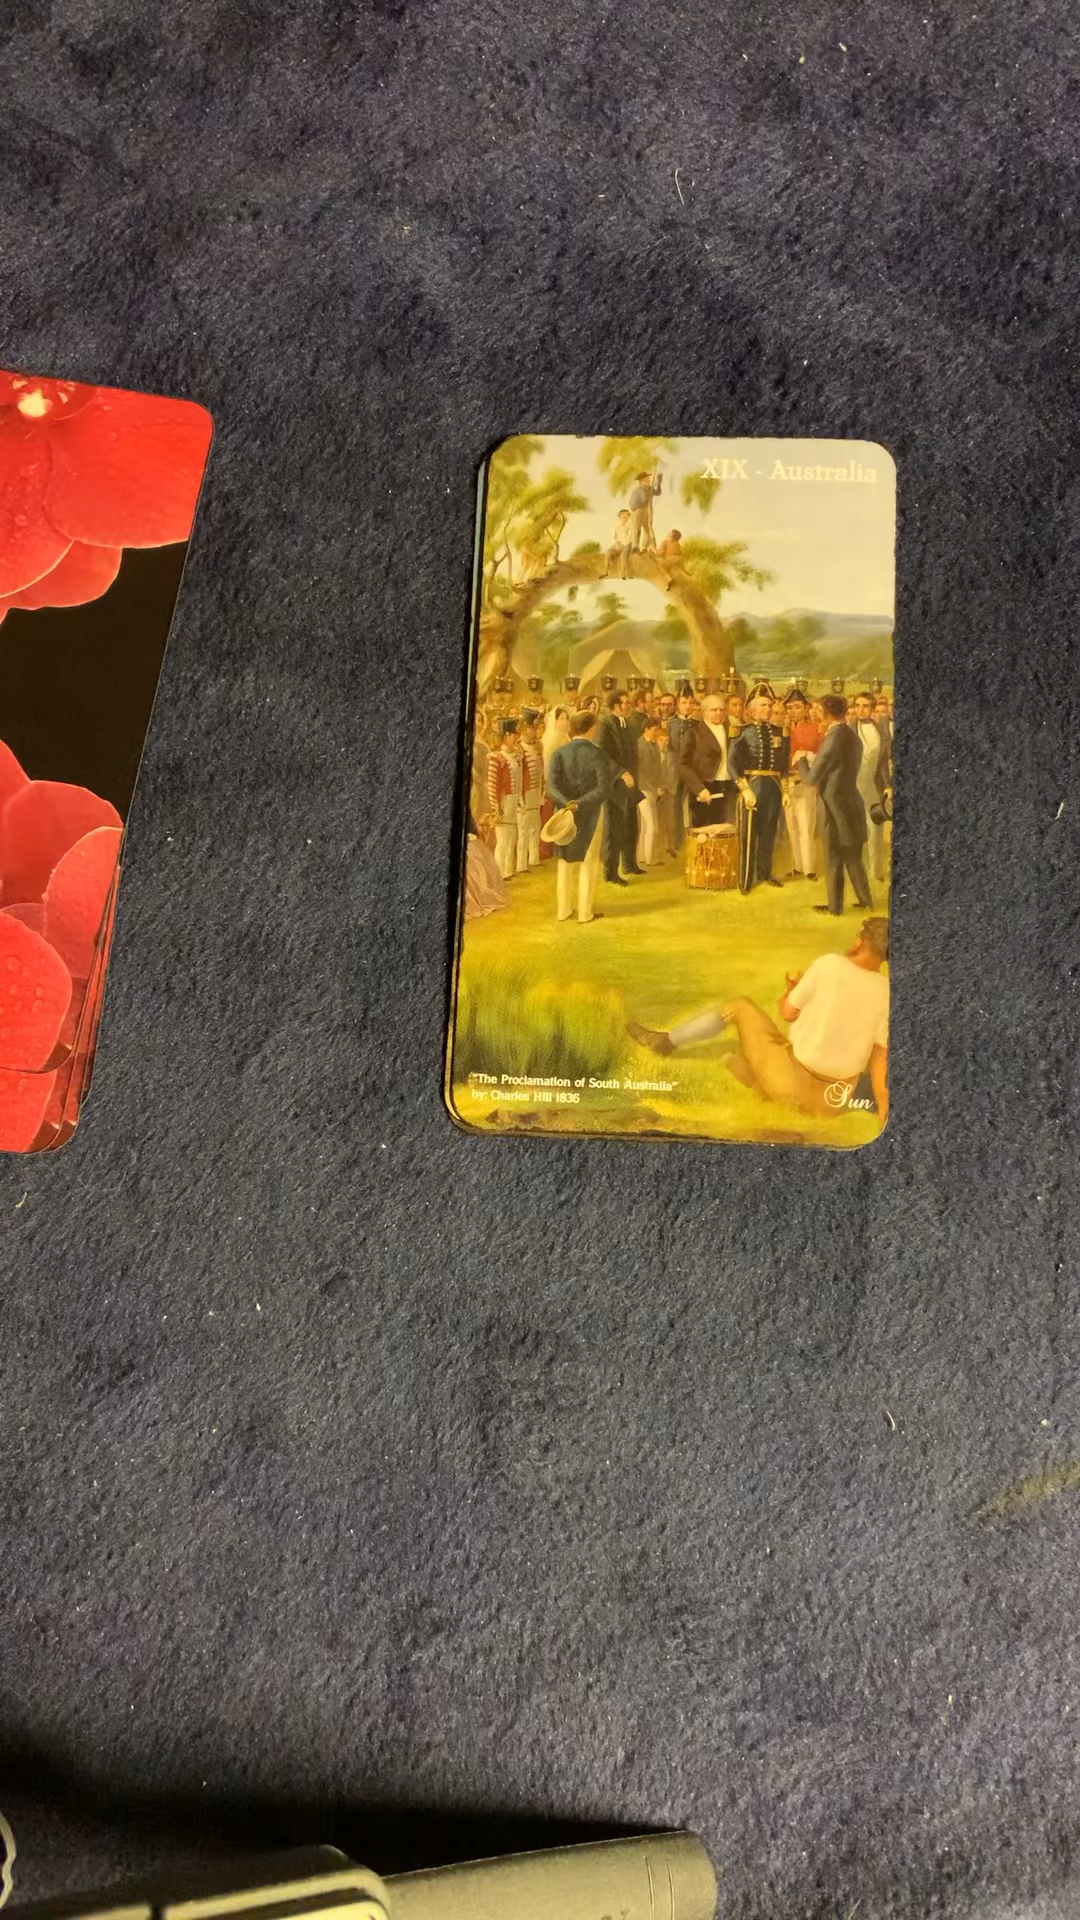 XIX - Australia
"The Proclamation of South Australia"
by: Charles Hill 1836
Sun